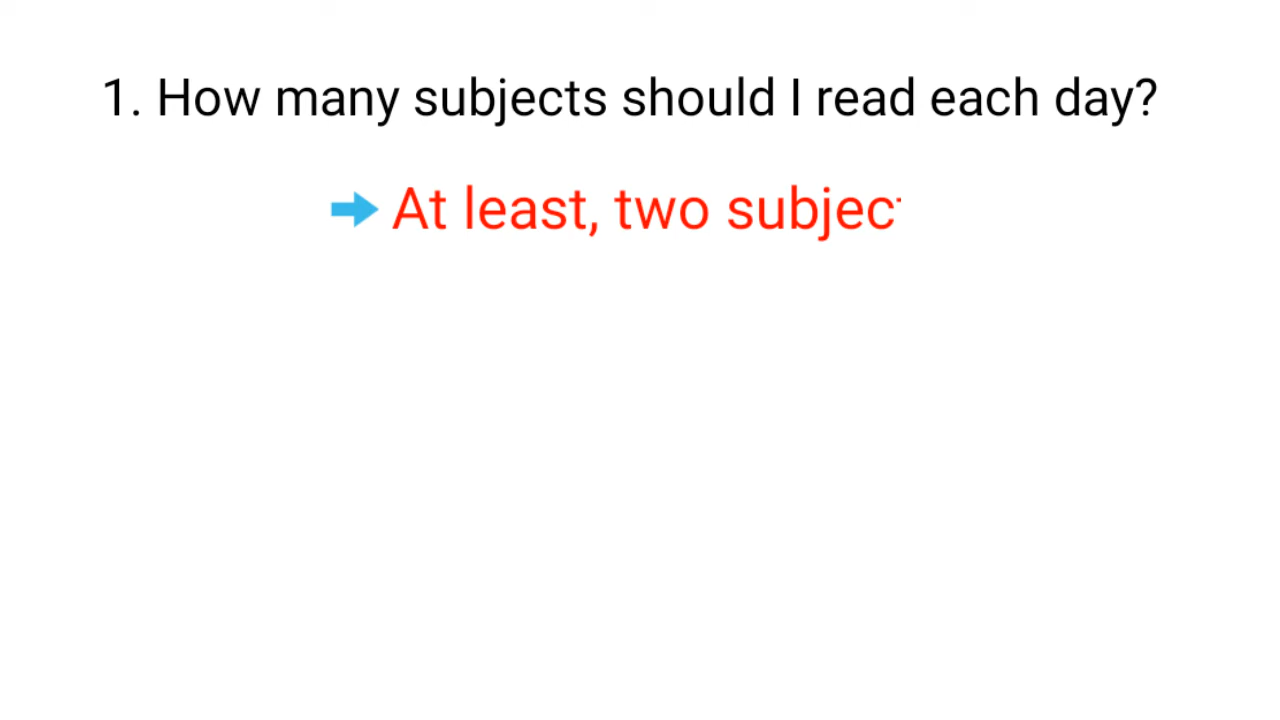 1. How many subjects should I read each day?
At least, two subjec